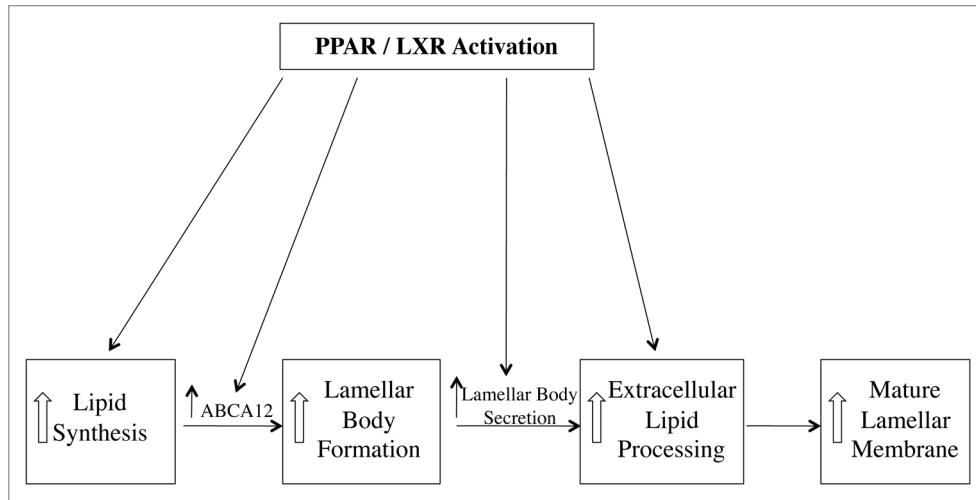 PPAR / LXR Activation
Lipid
Synthesis
ABCA12
Lamellar
Body
Formation
Lamellar Body
Secretion
Extracellular
Lipid
Processing
Mature
Lamellar
Membrane